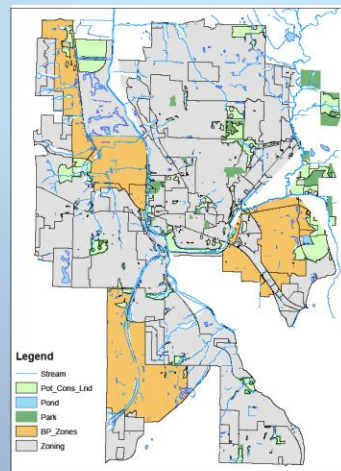 Legend
Stream
Pot_Cons_Lnd
Pond
Park
BP_Zones
Zoning